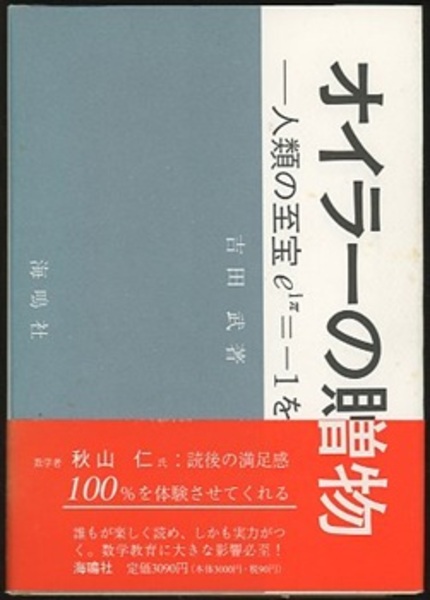 オイラーの贈物
―人類の至宝eⁱπ=-1を
吉田 武 著
海鳴社
数学者 秋山 仁氏:読後の満足感
100%を体験させてくれる
誰もが楽しく読め、しかも実力がつ
く。数学教育に大きな影響必至!
海鳴社 定価3090円(本体3000円・税90円)